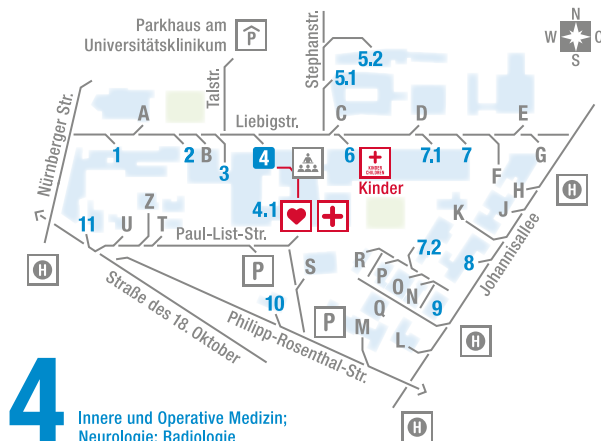 N
W O
S
Parkhaus am
Universitätsklinikum
P
Stephanstr.
5.2
5.1
Talstr.
Nürnberger Str.
A
Liebigstr.
C
D
E
1
2
B
3
4
6
KINDER
CHILDREN
Kinder
7.1
7
F
G
H
H
J
K
4.1
Z
11
U
T
Paul-List-Str.
H
P
S
7.2
R
P
O
N
Q
8
9
Johannisallee
Straße des 18. Oktober
10
P
M
L
H
Philipp-Rosenthal-Str.
H
4
Innere und Operative Medizin;
Neurologie; Radiologie